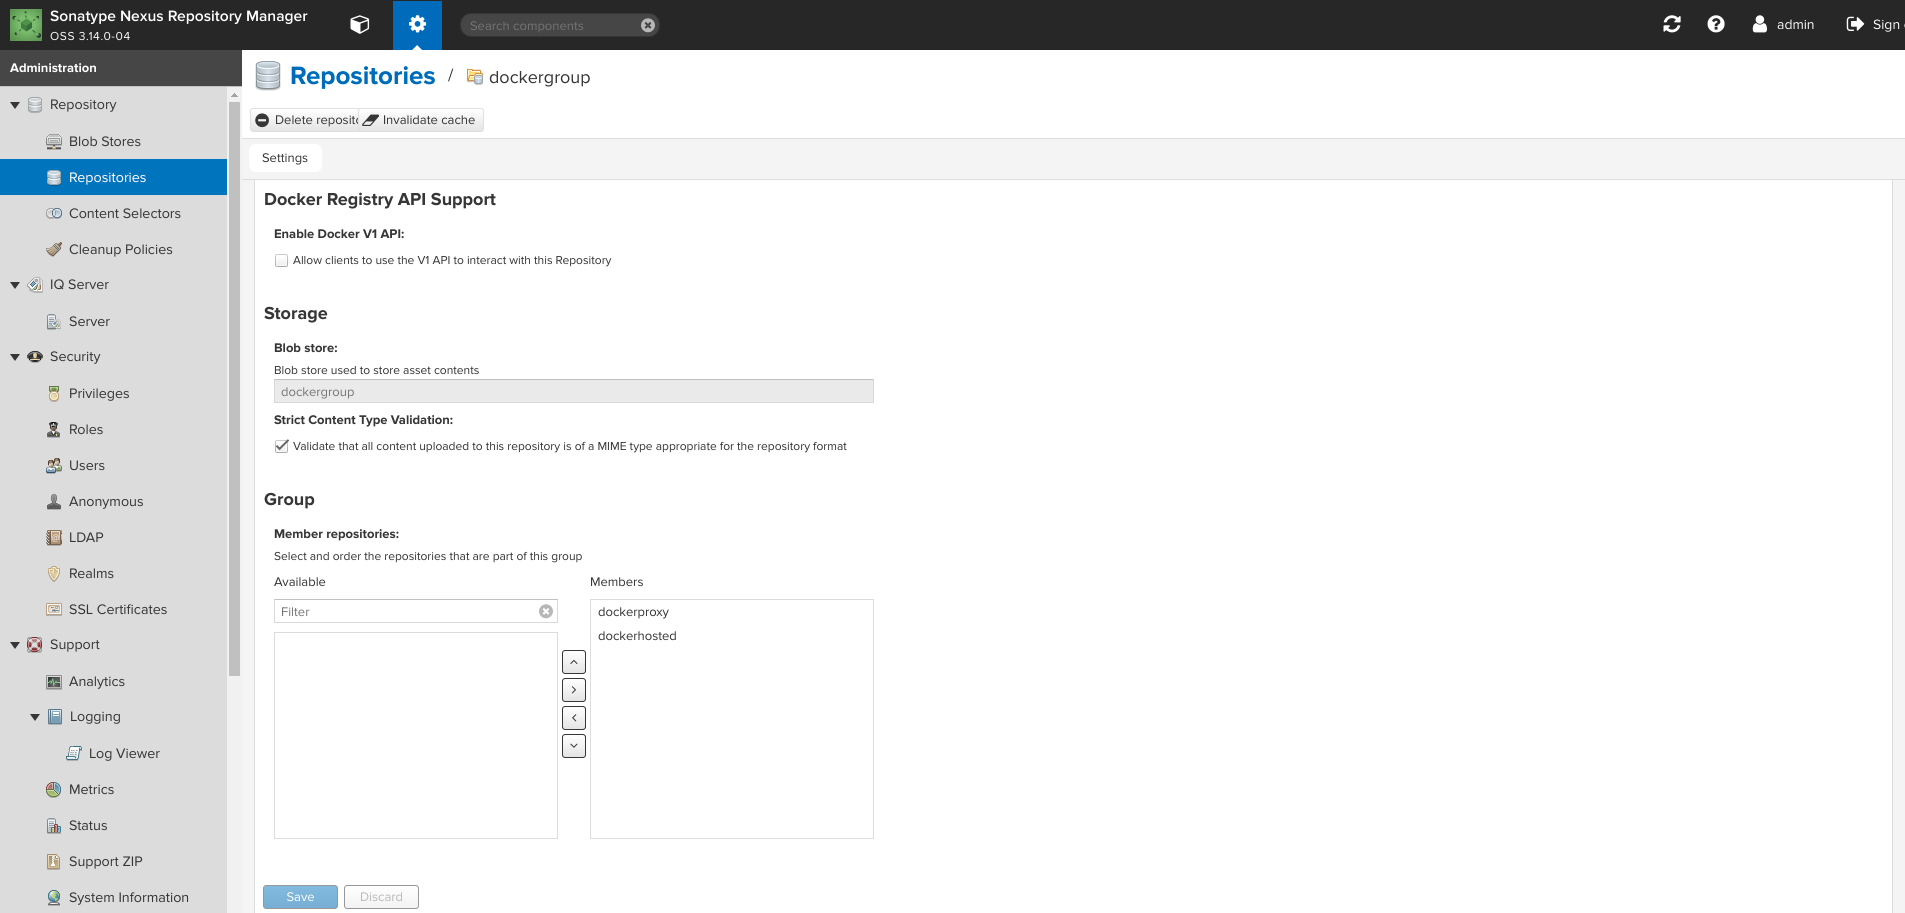 Sonatype Nexus Repository Manager
OSS 3.14.0-04
Search components
admin
Sign
Administration
Repository
Blob Stores
Repositories
Content Selectors
Cleanup Policies
IQ Server
Server
Security
Privileges
Roles
Users
Anonymous
LDAP
Realms
SSL Certificates
Support
Analytics
Logging
Log Viewer
Metrics
Status
Support ZIP
System Information
Repositories / dockergroup
Delete reposito Invalidate cache
Settings
Docker Registry API Support
Enable Docker V1 API:
Allow clients to use the V1 API to interact with this Repository
Storage
Blob store:
Blob store used to store asset contents
dockergroup
Strict Content Type Validation:
Validate that all content uploaded to this repository is of a MIME type appropriate for the repository format
Group
Member repositories:
Select and order the repositories that are part of this group
Available
Filter
Members
dockerproxy
dockerhosted
Save Discard